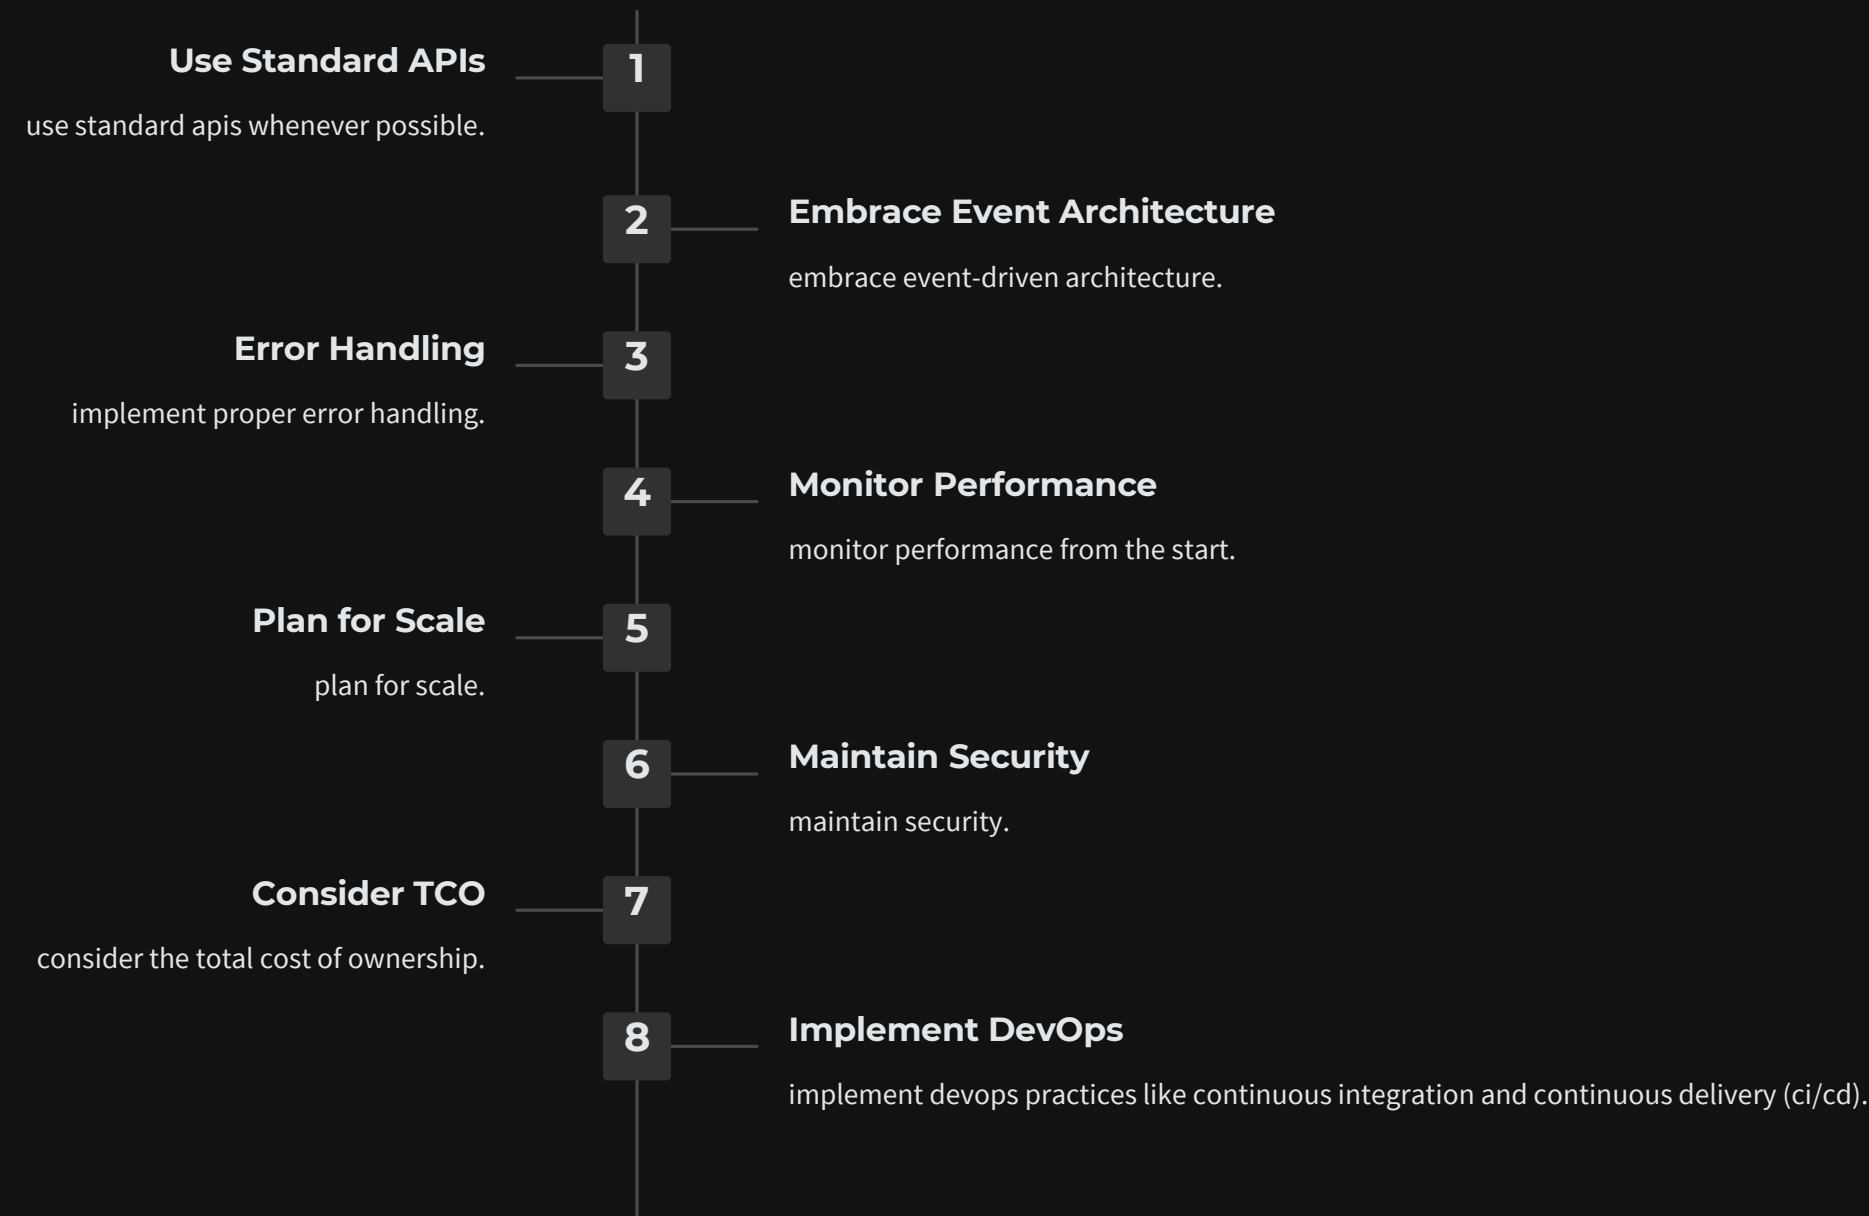 1
Use Standard APIs
use standard apis whenever possible.
2
Embrace Event Architecture
embrace event-driven architecture.
3
Error Handling
implement proper error handling.
4
Monitor Performance
monitor performance from the start.
5
Plan for Scale
plan for scale.
6
Maintain Security
maintain security.
7
Consider TCO
consider the total cost of ownership.
8
Implement DevOps
implement devops practices like continuous integration and continuous delivery (ci/cd).